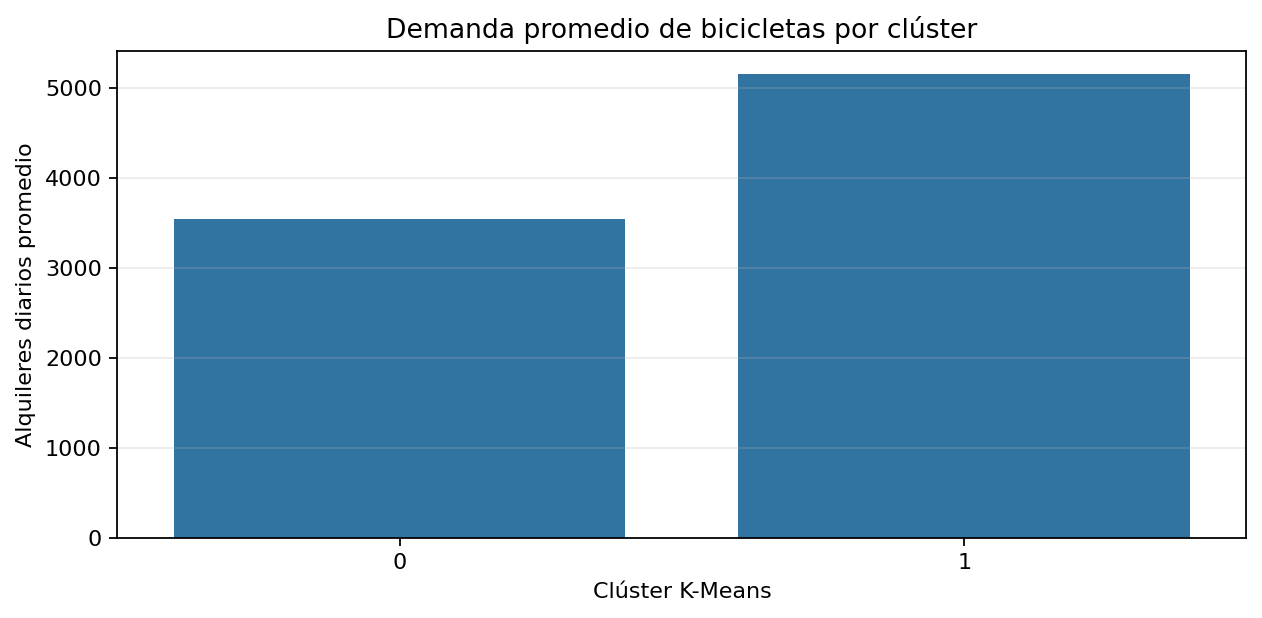 Demanda promedio de bicicletas por clúster
Alquileres diarios promedio
5000
4000
3000
2000
1000
0
0 1
Clúster K-Means